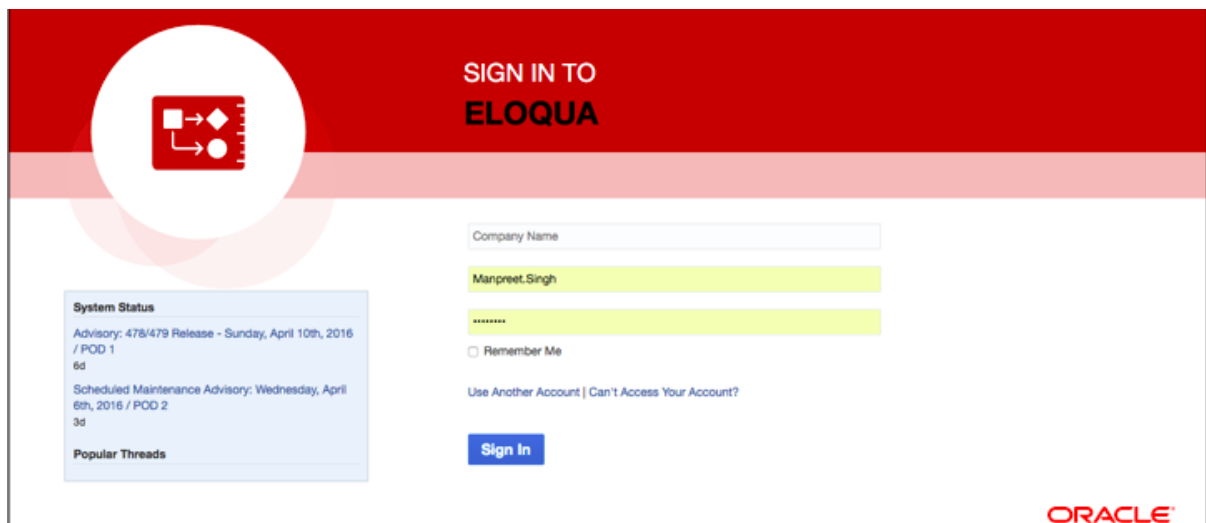 SIGN IN TO
ELOQUA
Company Name
Manpreet.Singh
••••••••
Remember Me
Use Another Account | Can't Access Your Account?
Sign In
System Status
Advisory: 478/479 Release - Sunday, April 10th, 2016
/ POD 1
6d
Scheduled Maintenance Advisory: Wednesday, April
6th, 2016 / POD 2
3d
Popular Threads
ORACLE